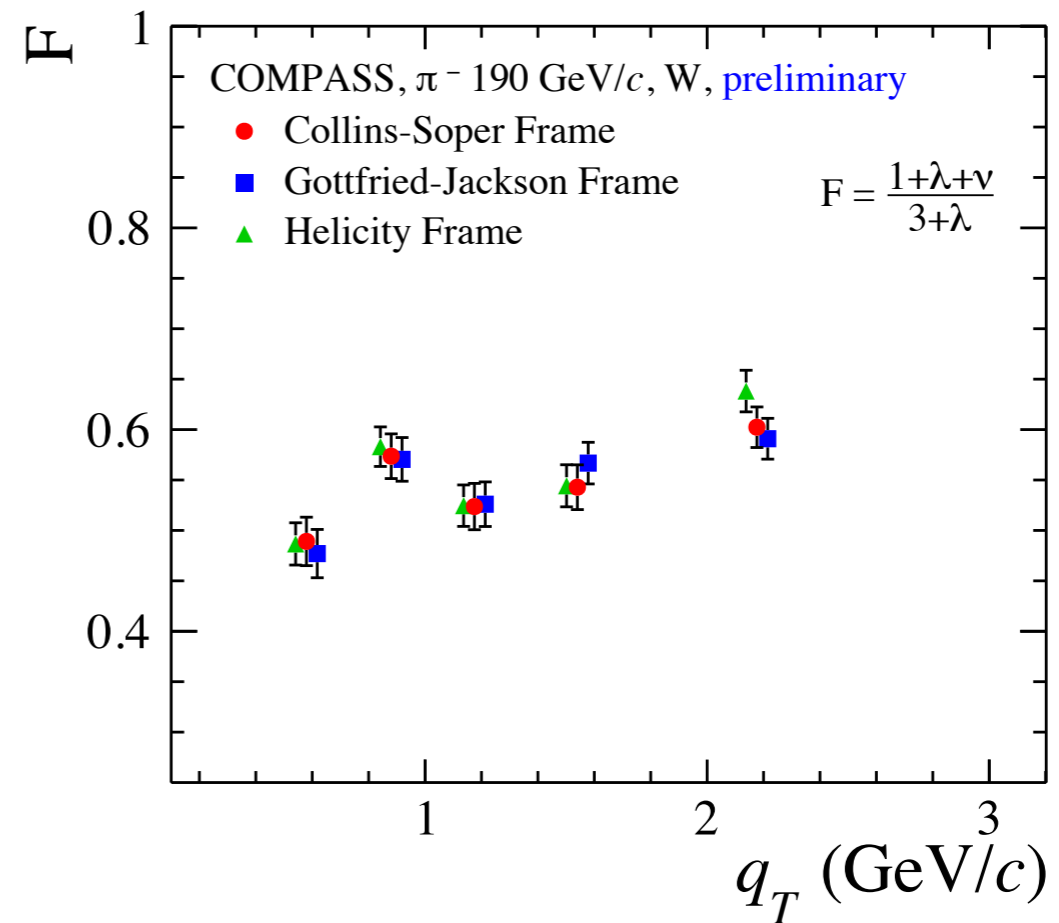 F
1
COMPASS, π⁻ 190 GeV/c, W, preliminary
Collins-Soper Frame
Gottfried-Jackson Frame
Helicity Frame
F = (1+λ+ν)/(3+λ)
0.8
0.6
0.4
1 2 3
q_T (GeV/c)